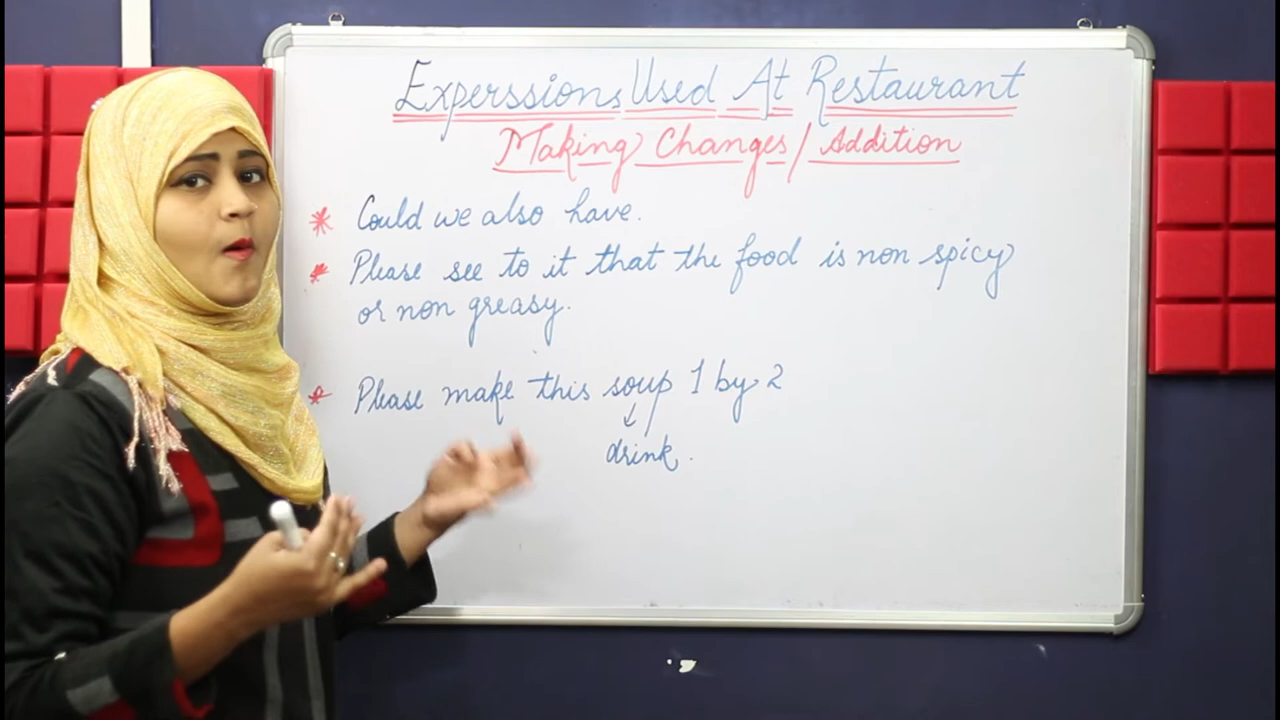 Experssions Used At Restaurant
Making Changes/Addition
* Could we also have.
* Please see to it that the food is non spicy
or non greasy.
* Please make this soup 1 by 2
↓
drink.